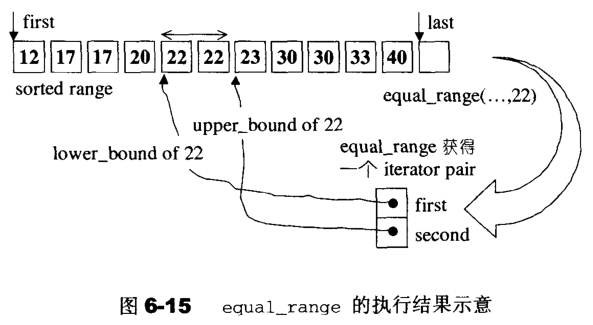 first
last
12 17 17 20 22 22 23 30 30 33 40
sorted range
equal_range(...,22)
upper_bound of 22
lower_bound of 22
equal_range 获得
一个 iterator pair
first
second
图 6-15 equal_range 的执行结果示意